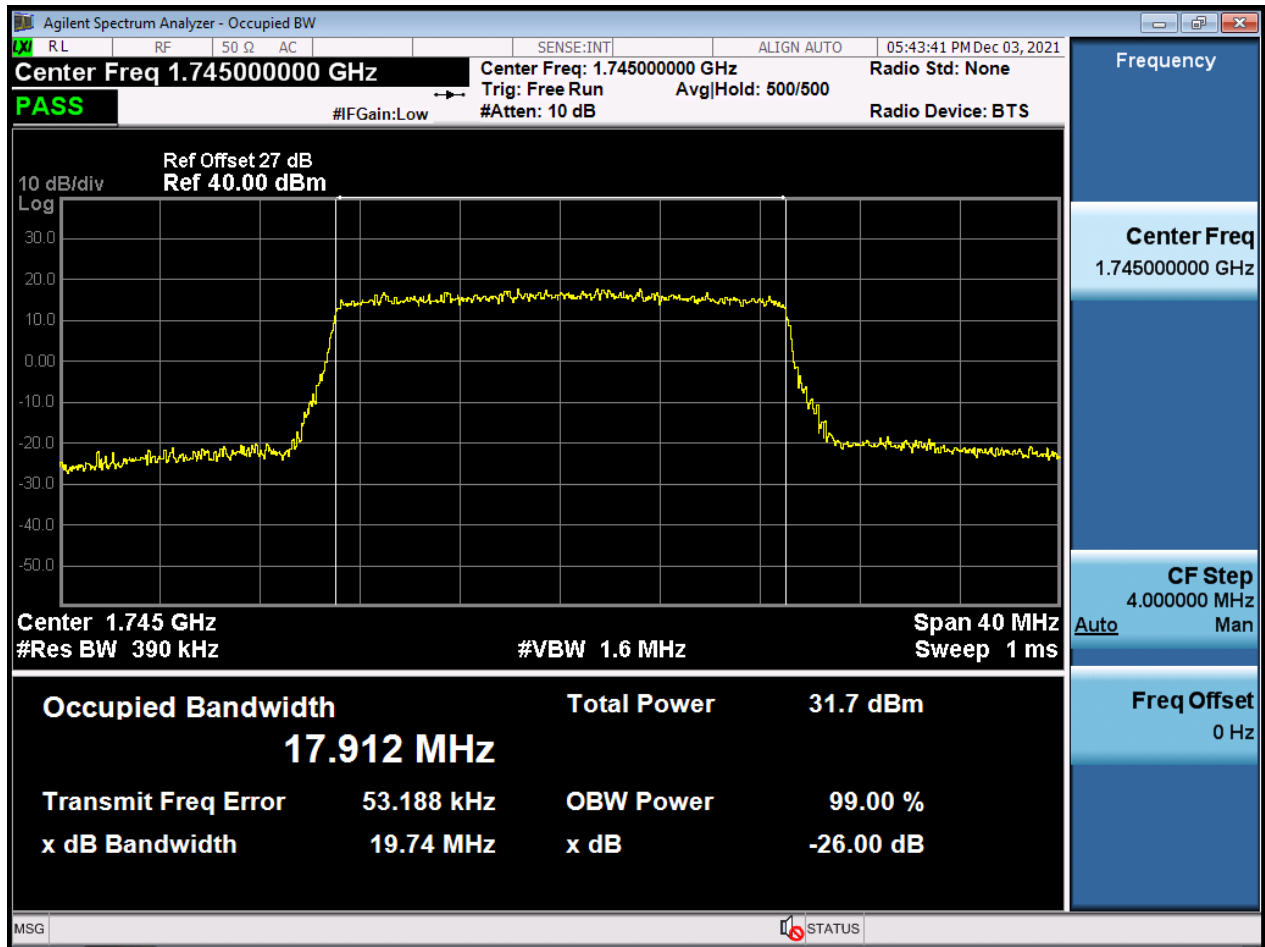 Agilent Spectrum Analyzer - Occupied BW
LXI RL RF 50 Ω AC SENSE:INT ALIGN AUTO 05:43:41 PM Dec 03, 2021
Center Freq 1.745000000 GHz
PASS
#IFGain:Low
Center Freq: 1.745000000 GHz
Trig: Free Run Avg|Hold: 500/500
#Atten: 10 dB
Radio Std: None
Radio Device: BTS
Ref Offset 27 dB
10 dB/div Ref 40.00 dBm
Log
30.0
20.0
10.0
0.00
-10.0
-20.0
-30.0
-40.0
-50.0
Center 1.745 GHz Span 40 MHz
#Res BW 390 kHz #VBW 1.6 MHz Sweep 1 ms
Occupied Bandwidth Total Power 31.7 dBm
17.912 MHz
Transmit Freq Error 53.188 kHz OBW Power 99.00 %
x dB Bandwidth 19.74 MHz x dB -26.00 dB
Frequency
Center Freq
1.745000000 GHz
CF Step
4.000000 MHz
Auto Man
Freq Offset
0 Hz
MSG STATUS